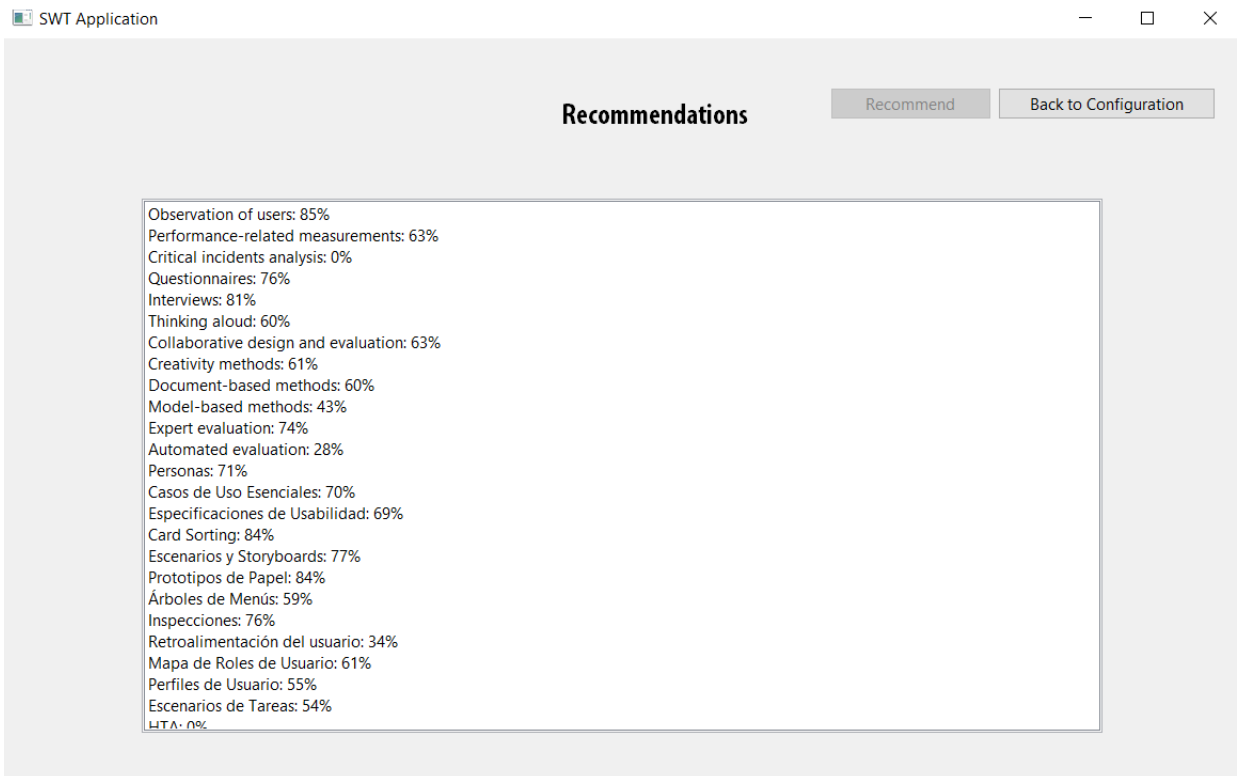 SWT Application
Recommendations
Recommend
Back to Configuration
Observation of users: 85%
Performance-related measurements: 63%
Critical incidents analysis: 0%
Questionnaires: 76%
Interviews: 81%
Thinking aloud: 60%
Collaborative design and evaluation: 63%
Creativity methods: 61%
Document-based methods: 60%
Model-based methods: 43%
Expert evaluation: 74%
Automated evaluation: 28%
Personas: 71%
Casos de Uso Esenciales: 70%
Especificaciones de Usabilidad: 69%
Card Sorting: 84%
Escenarios y Storyboards: 77%
Prototipos de Papel: 84%
Árboles de Menús: 59%
Inspecciones: 76%
Retroalimentación del usuario: 34%
Mapa de Roles de Usuario: 61%
Perfiles de Usuario: 55%
Escenarios de Tareas: 54%
HTA: 0%